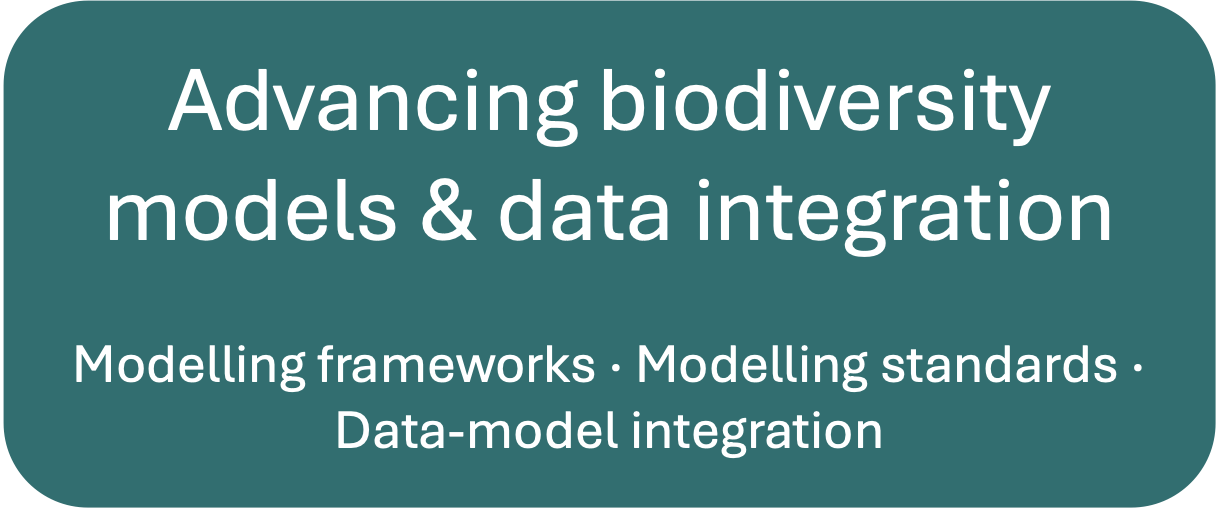 Advancing biodiversity
models & data integration
Modelling frameworks · Modelling standards ·
Data-model integration